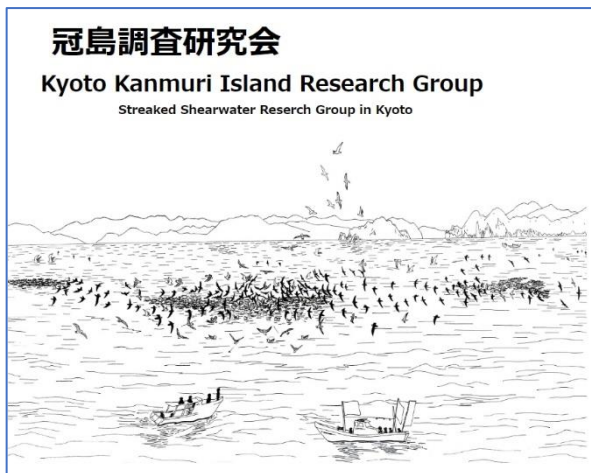 冠島調査研究会
Kyoto Kanmuri Island Research Group
Streaked Shearwater Reserch Group in Kyoto